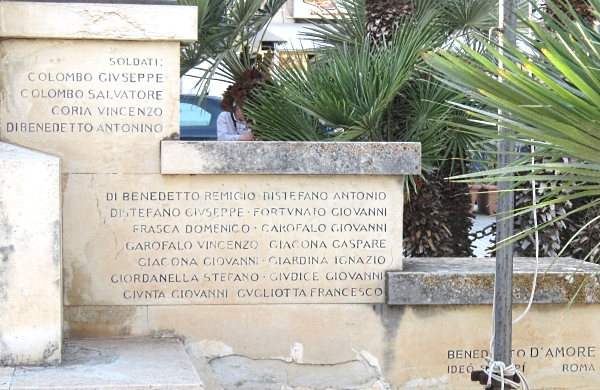 SOLDATI:
COLOMBO GIVSEPPE
COLOMBO SALVATORE
CORIA VINCENZO
DI BENEDETTO ANTONINO
DI BENEDETTO REMIGIO · DISTEFANO ANTONIO
DISTEFANO GIVSEPPE · FORTVNATO GIOVANNI
FRASCA DOMENICO · GAROFALO GIOVANNI
GAROFALO VINCENZO GIACONA GASPARE
GIACONA GIOVANNI · GIARDINA IGNAZIO
GIORDANELLA STEFANO · GIVDICE GIOVANNI
GIVNTA GIOVANNI · GVGLIOTTA FRANCESCO
D'AMORE
IDEÒ ROMA